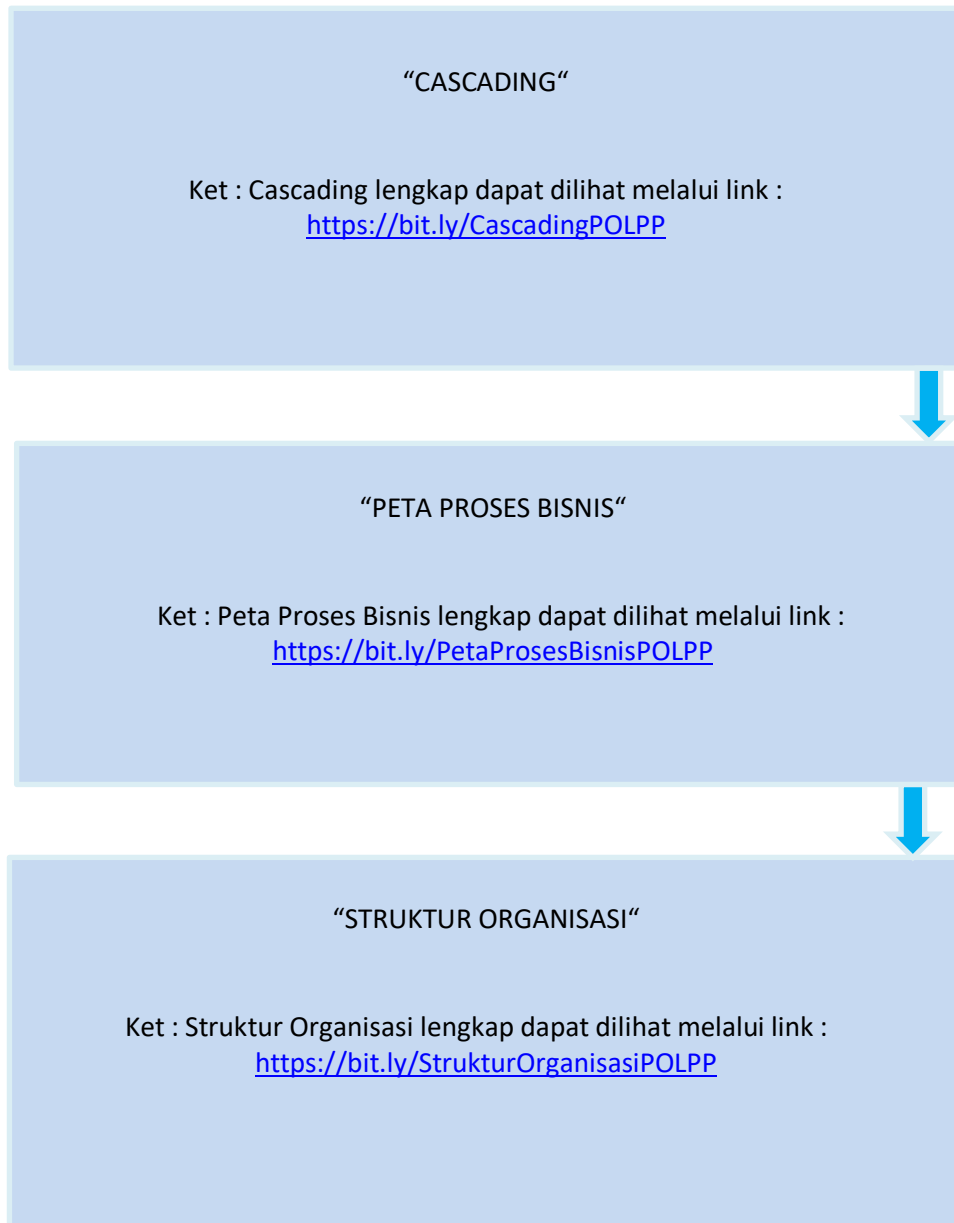 “CASCADING“
Ket : Cascading lengkap dapat dilihat melalui link :
https://bit.ly/CascadingPOLPP
“PETA PROSES BISNIS“
Ket : Peta Proses Bisnis lengkap dapat dilihat melalui link :
https://bit.ly/PetaProsesBisnisPOLPP
“STRUKTUR ORGANISASI“
Ket : Struktur Organisasi lengkap dapat dilihat melalui link :
https://bit.ly/StrukturOrganisasiPOLPP